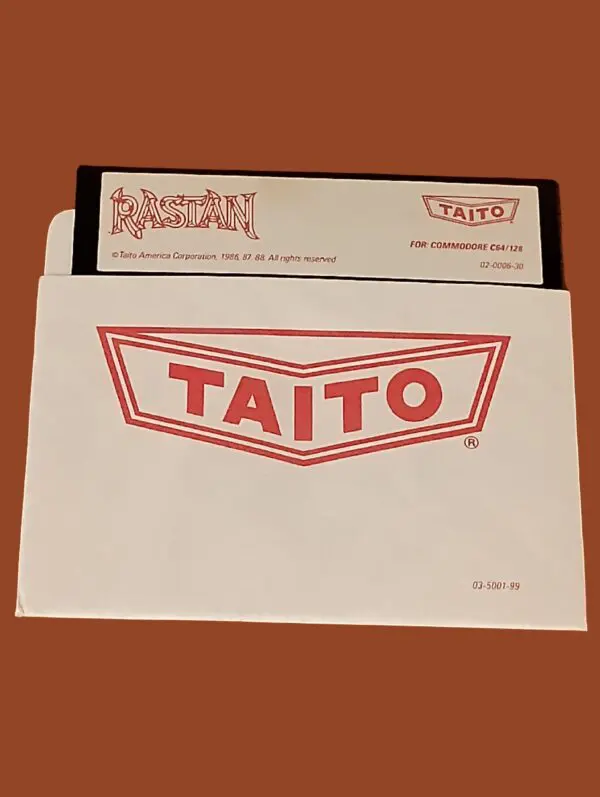 RASTAN
TAITO
FOR: COMMODORE C64/128
© Taito America Corporation, 1986, 87, 88. All rights reserved
02-0006-30
TAITO
®
03-5001-99